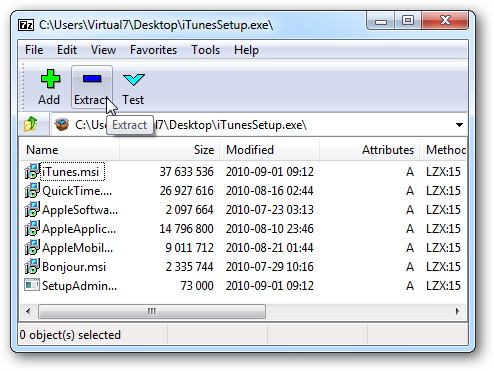 7z C:\Users\Virtual7\Desktop\iTunesSetup.exe\
File Edit View Favorites Tools Help
Add Extract Test
C:\Us 7\Desktop\iTunesSetup.exe\
Extract
Name Size Modified Attributes Method
iTunes.msi 37 633 536 2010-09-01 09:12 A LZX:15
QuickTime.... 26 927 616 2010-08-16 02:44 A LZX:15
AppleSoftwa... 2 097 664 2010-07-23 03:13 A LZX:15
AppleApplic... 14 796 800 2010-08-10 23:46 A LZX:15
AppleMobil... 9 011 712 2010-08-21 01:44 A LZX:15
Bonjour.msi 2 335 744 2010-07-29 10:16 A LZX:15
SetupAdmin... 73 000 2010-09-01 09:12 A LZX:15
0 object(s) selected